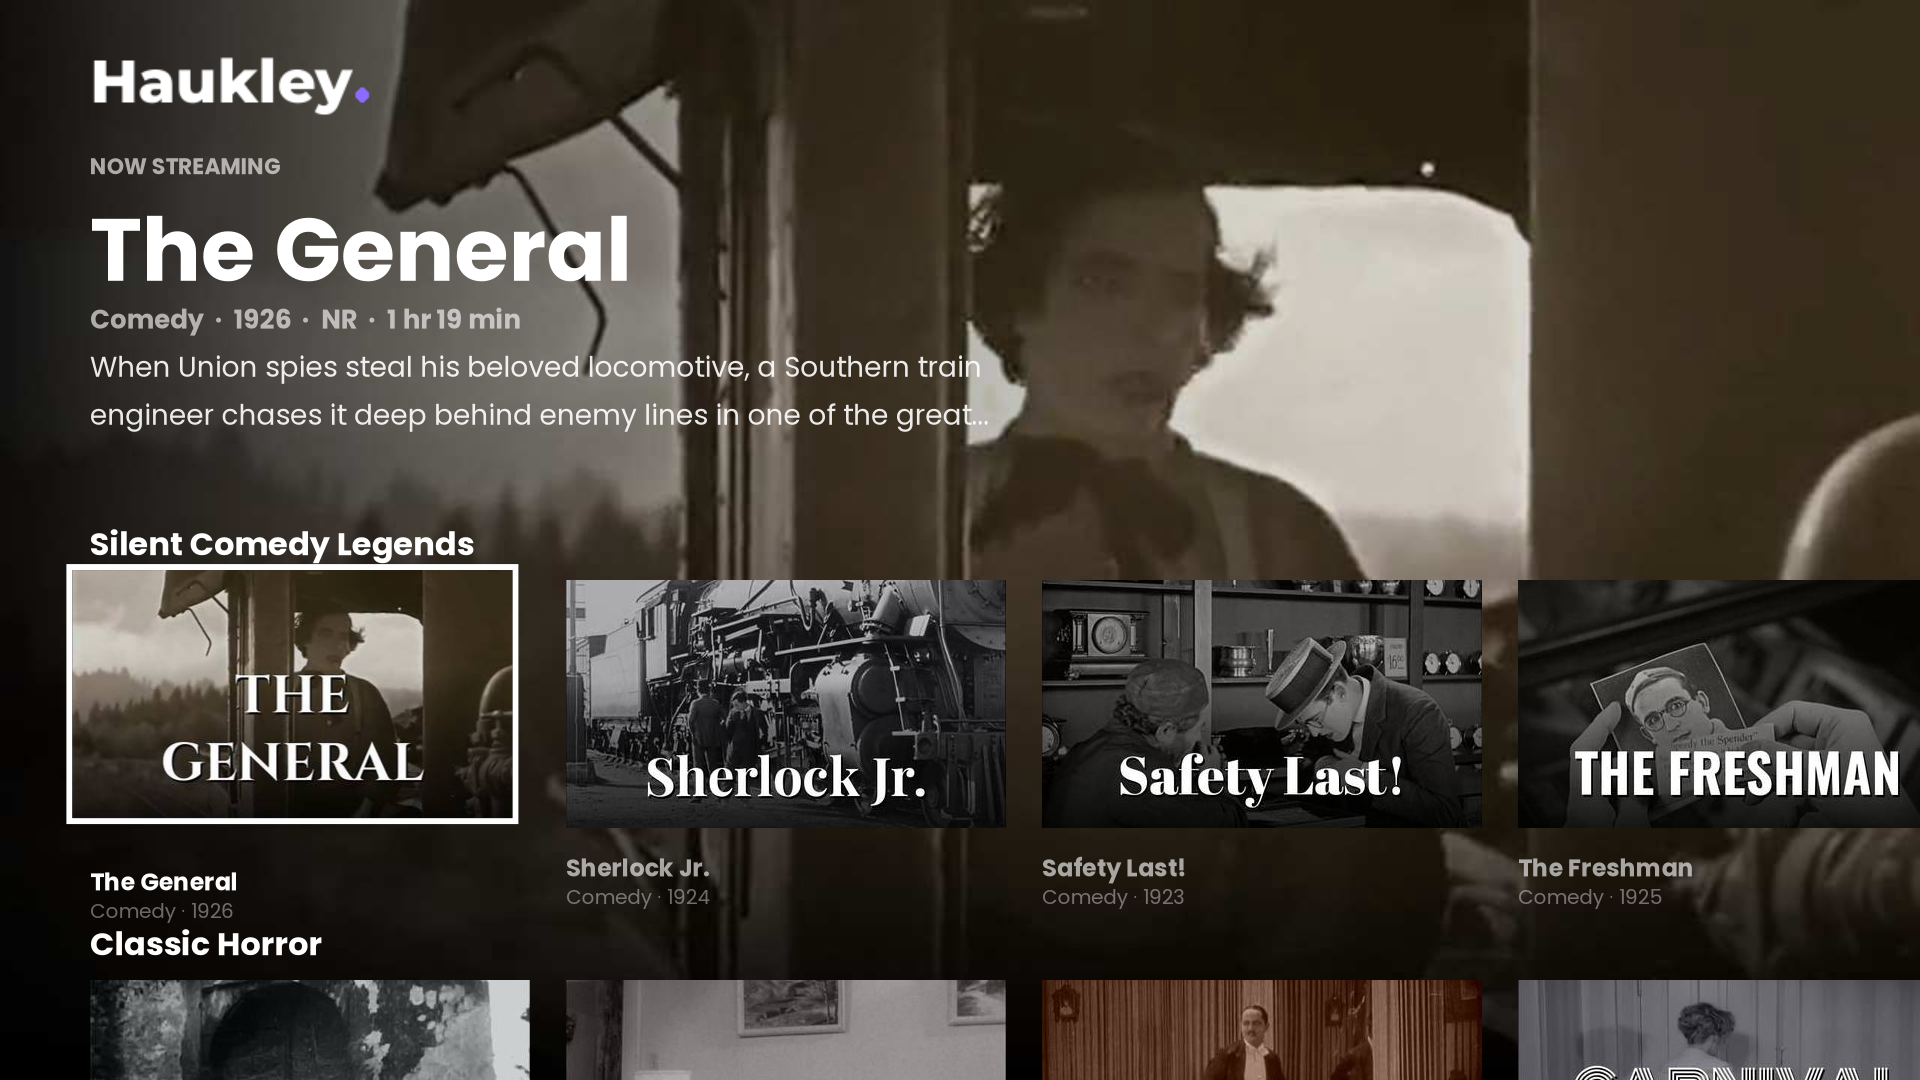 Haukley.
NOW STREAMING
The General
Comedy · 1926 · NR · 1 hr 19 min
When Union spies steal his beloved locomotive, a Southern train
engineer chases it deep behind enemy lines in one of the great...
Silent Comedy Legends
THE
GENERAL
Sherlock Jr.
Safety Last!
THE FRESHMAN
The General
Comedy · 1926
Sherlock Jr.
Comedy · 1924
Safety Last!
Comedy · 1923
The Freshman
Comedy · 1925
Classic Horror
CARNIVAL